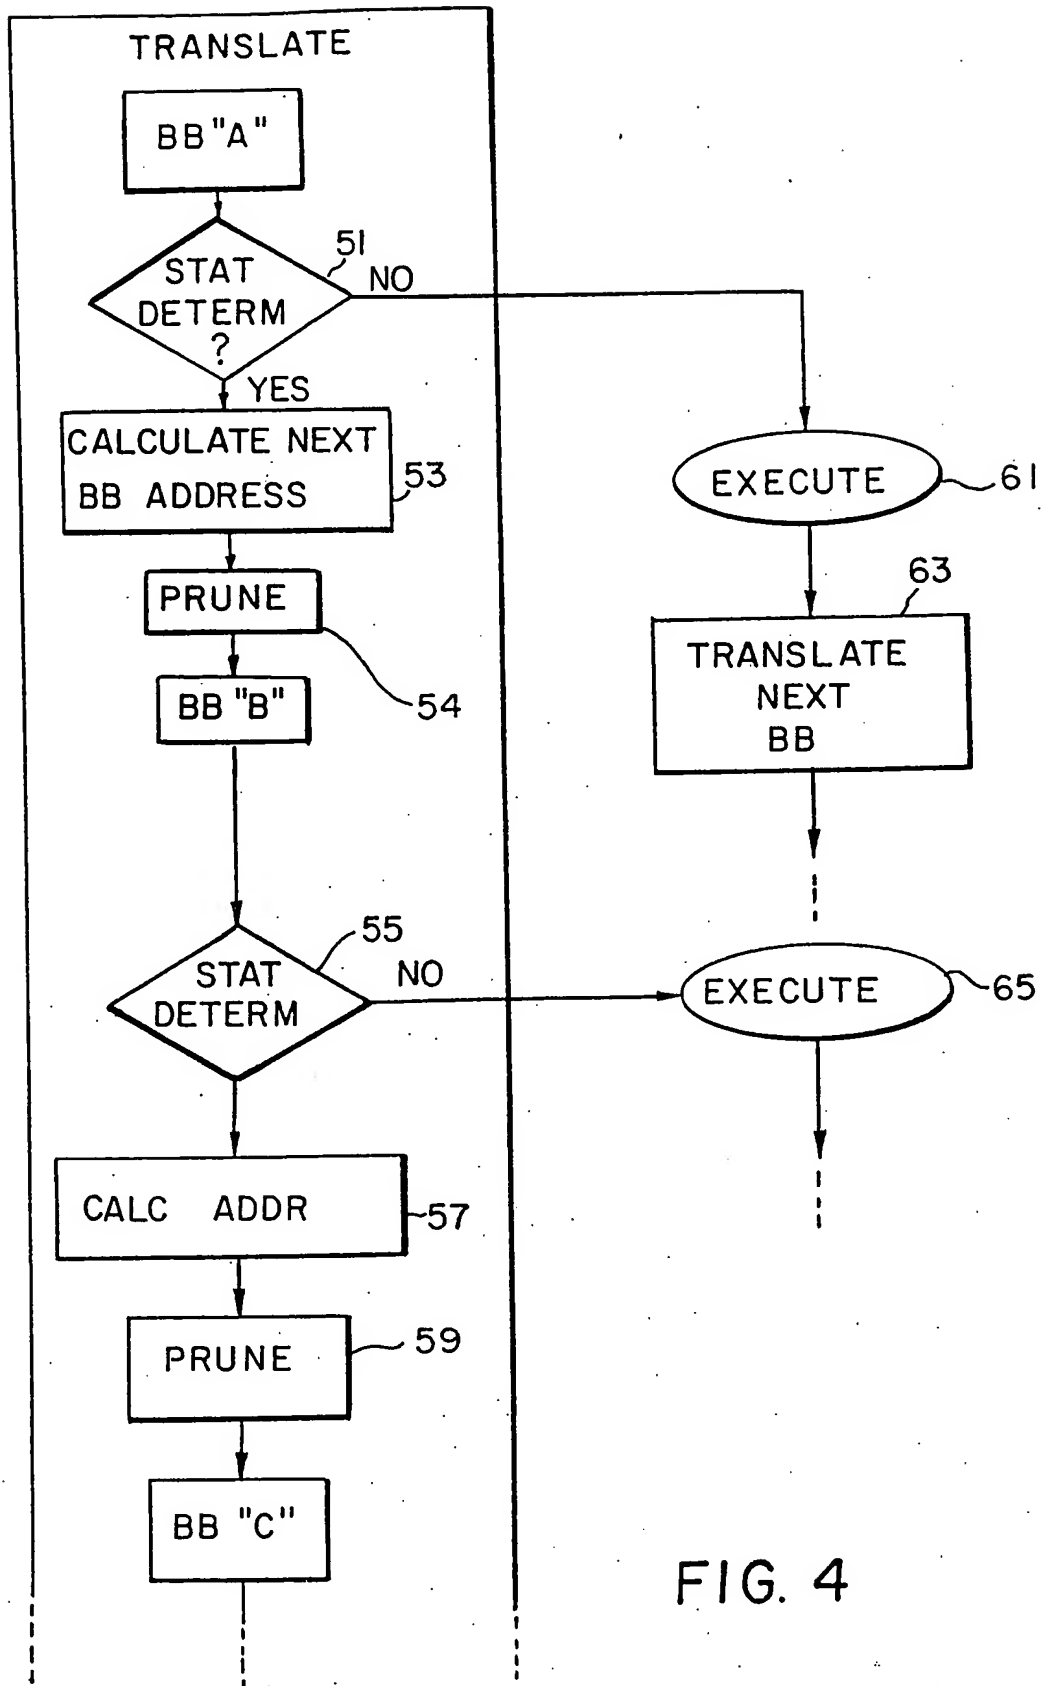 TRANSLATE
BB "A"
51
STAT
DETERM
?
NO
YES
CALCULATE NEXT
BB ADDRESS
53
PRUNE
54
BB "B"
EXECUTE
61
63
TRANSLATE
NEXT
BB
55
STAT
DETERM
NO
EXECUTE
65
CALC ADDR
57
PRUNE
59
BB "C"
FIG. 4